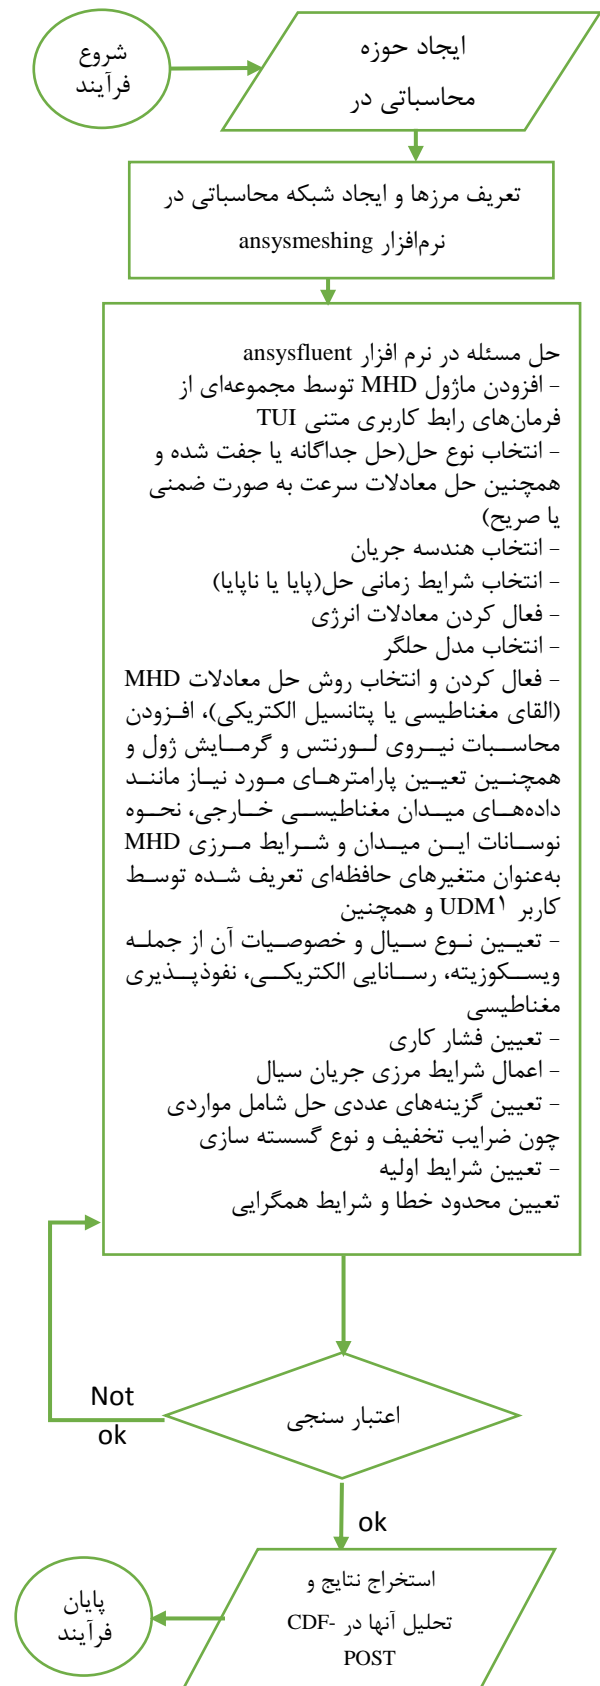 شروع
فرآیند
ایجاد حوزه
محاسباتی در
تعریف مرزها و ایجاد شبکه محاسباتی در
نرم‌افزار ansysmeshing
حل مسئله در نرم افزار ansysfluent
- افزودن ماژول MHD توسط مجموعه‌ای از
فرمان‌های رابط کاربری متنی TUI
- انتخاب نوع حل(حل جداگانه یا جفت شده و
همچنین حل معادلات سرعت به صورت ضمنی
یا صریح)
- انتخاب هندسه جریان
- انتخاب شرایط زمانی حل(پایا یا ناپایا)
- فعال کردن معادلات انرژی
- انتخاب مدل حلگر
- فعال کردن و انتخاب روش حل معادلات MHD
(القای مغناطیسی یا پتانسیل الکتریکی)، افزودن
محاسبات نیروی لورنتس و گرمایش ژول و
همچنین تعیین پارامترهای مورد نیاز مانند
داده‌های میدان مغناطیسی خارجی، نحوه
نوسانات این میدان و شرایط مرزی MHD
به‌عنوان متغیرهای حافظه‌ای تعریف شده توسط
کاربر UDM۱ و همچنین
- تعیین نوع سیال و خصوصیات آن از جمله
ویسکوزیته، رسانایی الکتریکی، نفوذپذیری
مغناطیسی
- تعیین فشار کاری
- اعمال شرایط مرزی جریان سیال
- تعیین گزینه‌های عددی حل شامل مواردی
چون ضرایب تخفیف و نوع گسسته سازی
- تعیین شرایط اولیه
تعیین محدود خطا و شرایط همگرایی
اعتبار سنجی
Not
ok
ok
استخراج نتایج و
تحلیل آنها در CDF-
POST
پایان
فرآیند